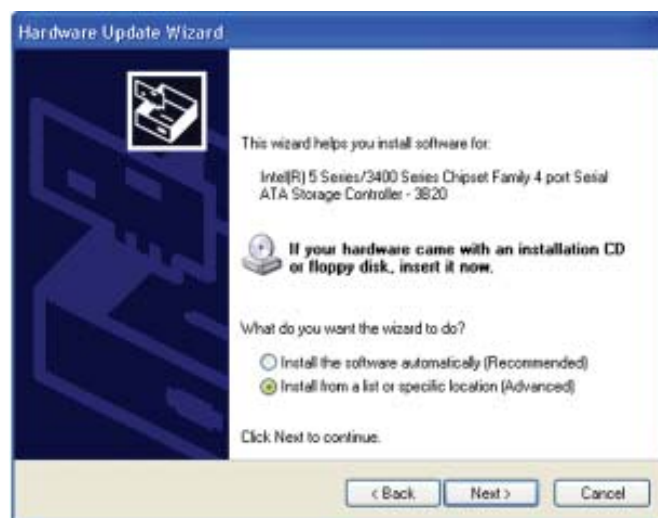 Hardware Update Wizard
This wizard helps you install software for:
Intel(R) 5 Series/3400 Series Chipset Family 4 port Serial
ATA Storage Controller - 3B20
If your hardware came with an installation CD
or floppy disk, insert it now.
What do you want the wizard to do?
Install the software automatically (Recommended)
Install from a list or specific location (Advanced)
Click Next to continue.
< Back
Next >
Cancel